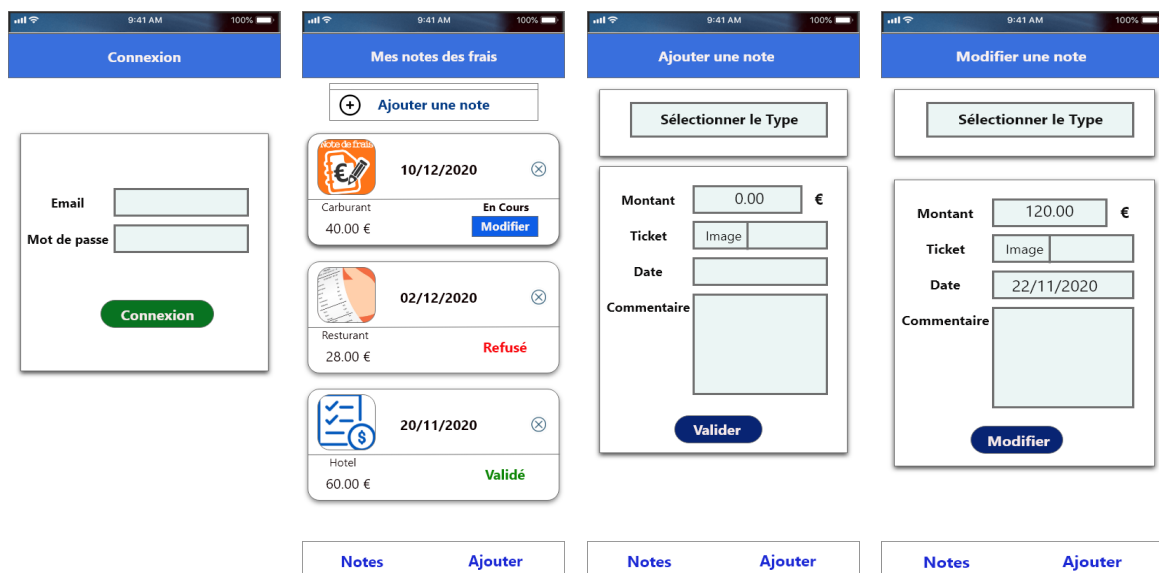 9:41 AM 100%
Connexion
Email
Mot de passe
Connexion
9:41 AM 100%
Mes notes des frais
Ajouter une note
Note de frais
€
10/12/2020
Carburant
En Cours
40.00 €
Modifier
02/12/2020
Resturant
28.00 €
Refusé
$
20/11/2020
Hotel
60.00 €
Validé
Notes Ajouter
9:41 AM 100%
Ajouter une note
Sélectionner le Type
Montant 0.00 €
Ticket Image
Date
Commentaire
Valider
Notes Ajouter
9:41 AM 100%
Modifier une note
Sélectionner le Type
Montant 120.00 €
Ticket Image
Date 22/11/2020
Commentaire
Modifier
Notes Ajouter